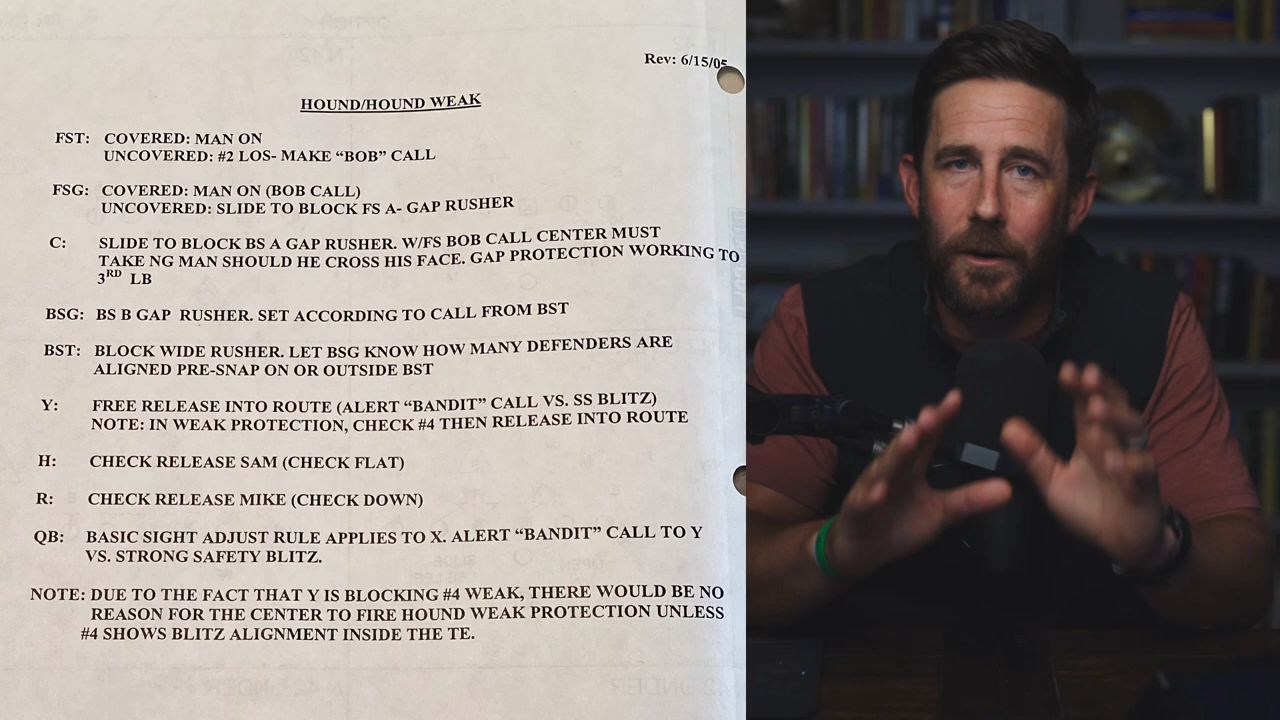 Rev: 6/15/05
HOUND/HOUND WEAK
FST: COVERED: MAN ON
UNCOVERED: #2 LOS- MAKE “BOB” CALL
FSG: COVERED: MAN ON (BOB CALL)
UNCOVERED: SLIDE TO BLOCK FS A- GAP RUSHER
C: SLIDE TO BLOCK BS A GAP RUSHER. W/FS BOB CALL CENTER MUST
TAKE NG MAN SHOULD HE CROSS HIS FACE. GAP PROTECTION WORKING TO
3RD LB
BSG: BS B GAP RUSHER. SET ACCORDING TO CALL FROM BST
BST: BLOCK WIDE RUSHER. LET BSG KNOW HOW MANY DEFENDERS ARE
ALIGNED PRE-SNAP ON OR OUTSIDE BST
Y: FREE RELEASE INTO ROUTE (ALERT “BANDIT” CALL VS. SS BLITZ)
NOTE: IN WEAK PROTECTION, CHECK #4 THEN RELEASE INTO ROUTE
H: CHECK RELEASE SAM (CHECK FLAT)
R: CHECK RELEASE MIKE (CHECK DOWN)
QB: BASIC SIGHT ADJUST RULE APPLIES TO X. ALERT “BANDIT” CALL TO Y
VS. STRONG SAFETY BLITZ.
NOTE: DUE TO THE FACT THAT Y IS BLOCKING #4 WEAK, THERE WOULD BE NO
REASON FOR THE CENTER TO FIRE HOUND WEAK PROTECTION UNLESS
#4 SHOWS BLITZ ALIGNMENT INSIDE THE TE.